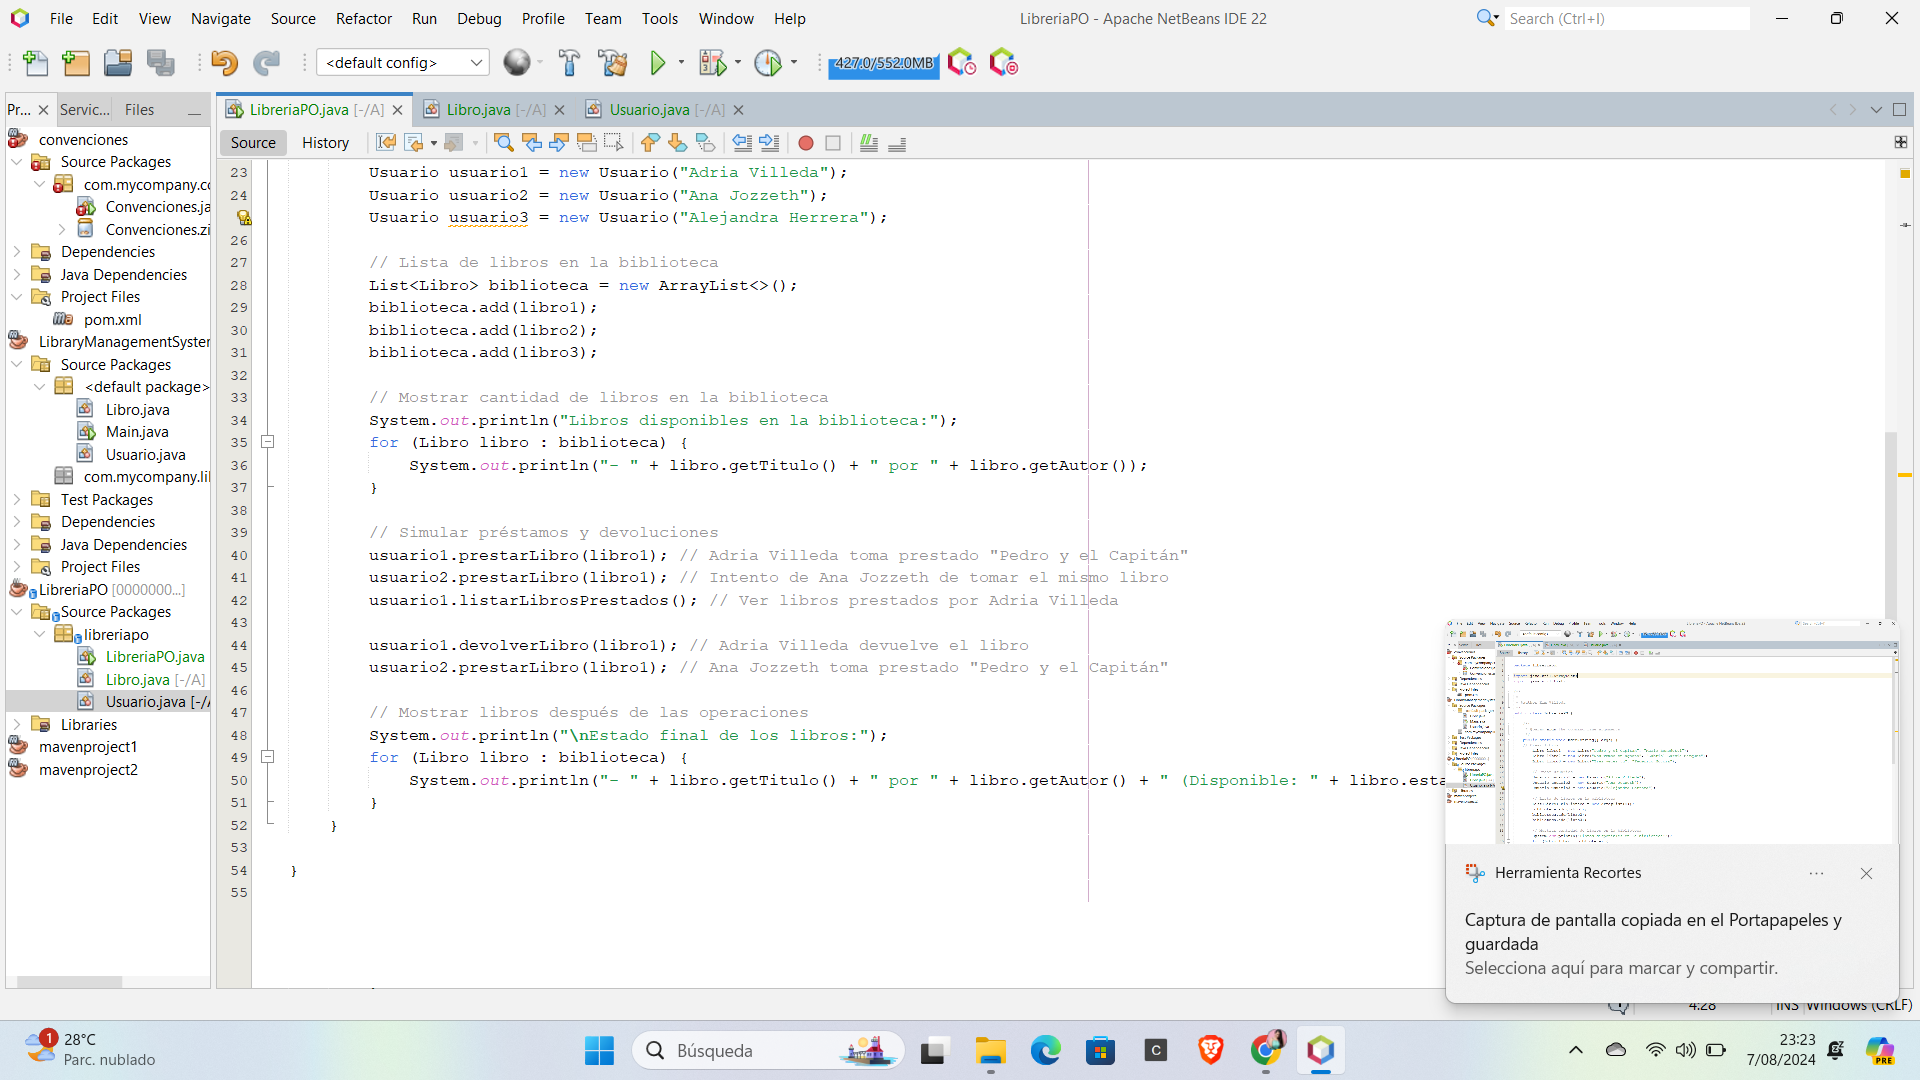 File Edit View Navigate Source Refactor Run Debug Profile Team Tools Window Help
LibreriaPO - Apache NetBeans IDE 22
Search (Ctrl+I)
<default config>
427.0/552.0MB
Pr... Servic... Files
LibreriaPO.java [-/A] Libro.java [-/A] Usuario.java [-/A]
Source History
convenciones
Source Packages
com.mycompany.co
Convenciones.ja
Convenciones.zi
Dependencies
Java Dependencies
Project Files
pom.xml
LibraryManagementSyster
Source Packages
<default package>
Libro.java
Main.java
Usuario.java
com.mycompany.lil
Test Packages
Dependencies
Java Dependencies
Project Files
LibreriaPO [0000000...]
Source Packages
libreriapo
LibreriaPO.java
Libro.java [-/A]
Usuario.java [-/A
Libraries
mavenproject1
mavenproject2
23 Usuario usuario1 = new Usuario("Adria Villeda");
24 Usuario usuario2 = new Usuario("Ana Jozzeth");
Usuario usuario3 = new Usuario("Alejandra Herrera");
26
27 // Lista de libros en la biblioteca
28 List<Libro> biblioteca = new ArrayList<>();
29 biblioteca.add(libro1);
30 biblioteca.add(libro2);
31 biblioteca.add(libro3);
32
33 // Mostrar cantidad de libros en la biblioteca
34 System.out.println("Libros disponibles en la biblioteca:");
35 for (Libro libro : biblioteca) {
36 System.out.println("- " + libro.getTitulo() + " por " + libro.getAutor());
37 }
38
39 // Simular préstamos y devoluciones
40 usuario1.prestarLibro(libro1); // Adria Villeda toma prestado "Pedro y el Capitán"
41 usuario2.prestarLibro(libro1); // Intento de Ana Jozzeth de tomar el mismo libro
42 usuario1.listarLibrosPrestados(); // Ver libros prestados por Adria Villeda
43
44 usuario1.devolverLibro(libro1); // Adria Villeda devuelve el libro
45 usuario2.prestarLibro(libro1); // Ana Jozzeth toma prestado "Pedro y el Capitán"
46
47 // Mostrar libros después de las operaciones
48 System.out.println("\nEstado final de los libros:");
49 for (Libro libro : biblioteca) {
50 System.out.println("- " + libro.getTitulo() + " por " + libro.getAutor() + " (Disponible: " + libro.esta
51 }
52 }
53
54 }
55
Herramienta Recortes
Captura de pantalla copiada en el Portapapeles y
guardada
Selecciona aquí para marcar y compartir.
4:28 INS Windows (CRLF)
1
28°C
Parc. nublado
Búsqueda
C
23:23
7/08/2024
PRE